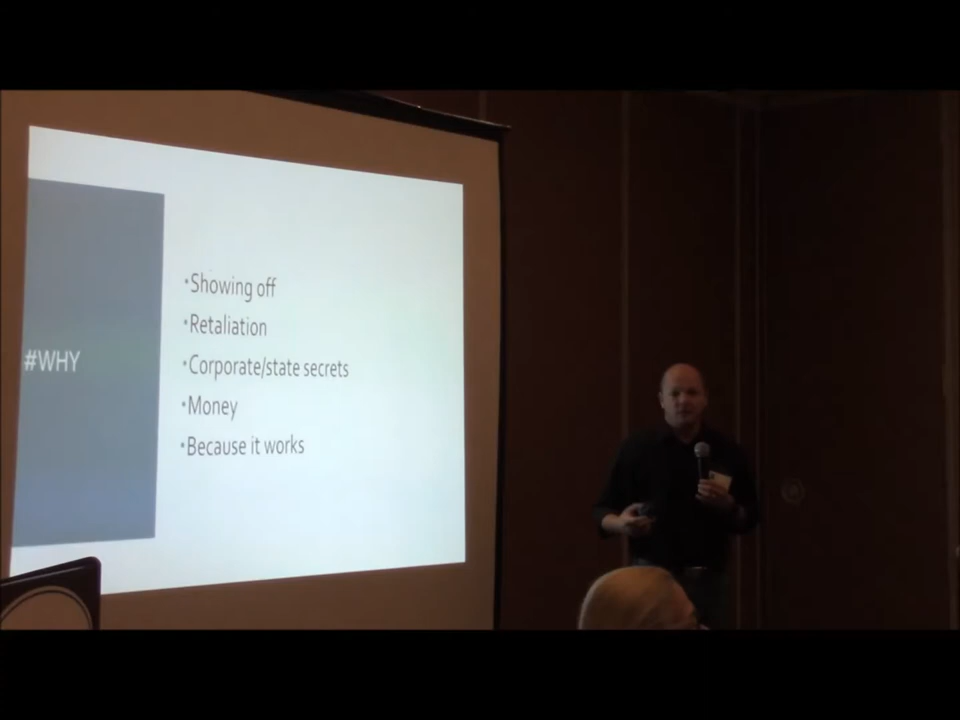 #WHY
•Showing off
•Retaliation
•Corporate/state secrets
•Money
•Because it works